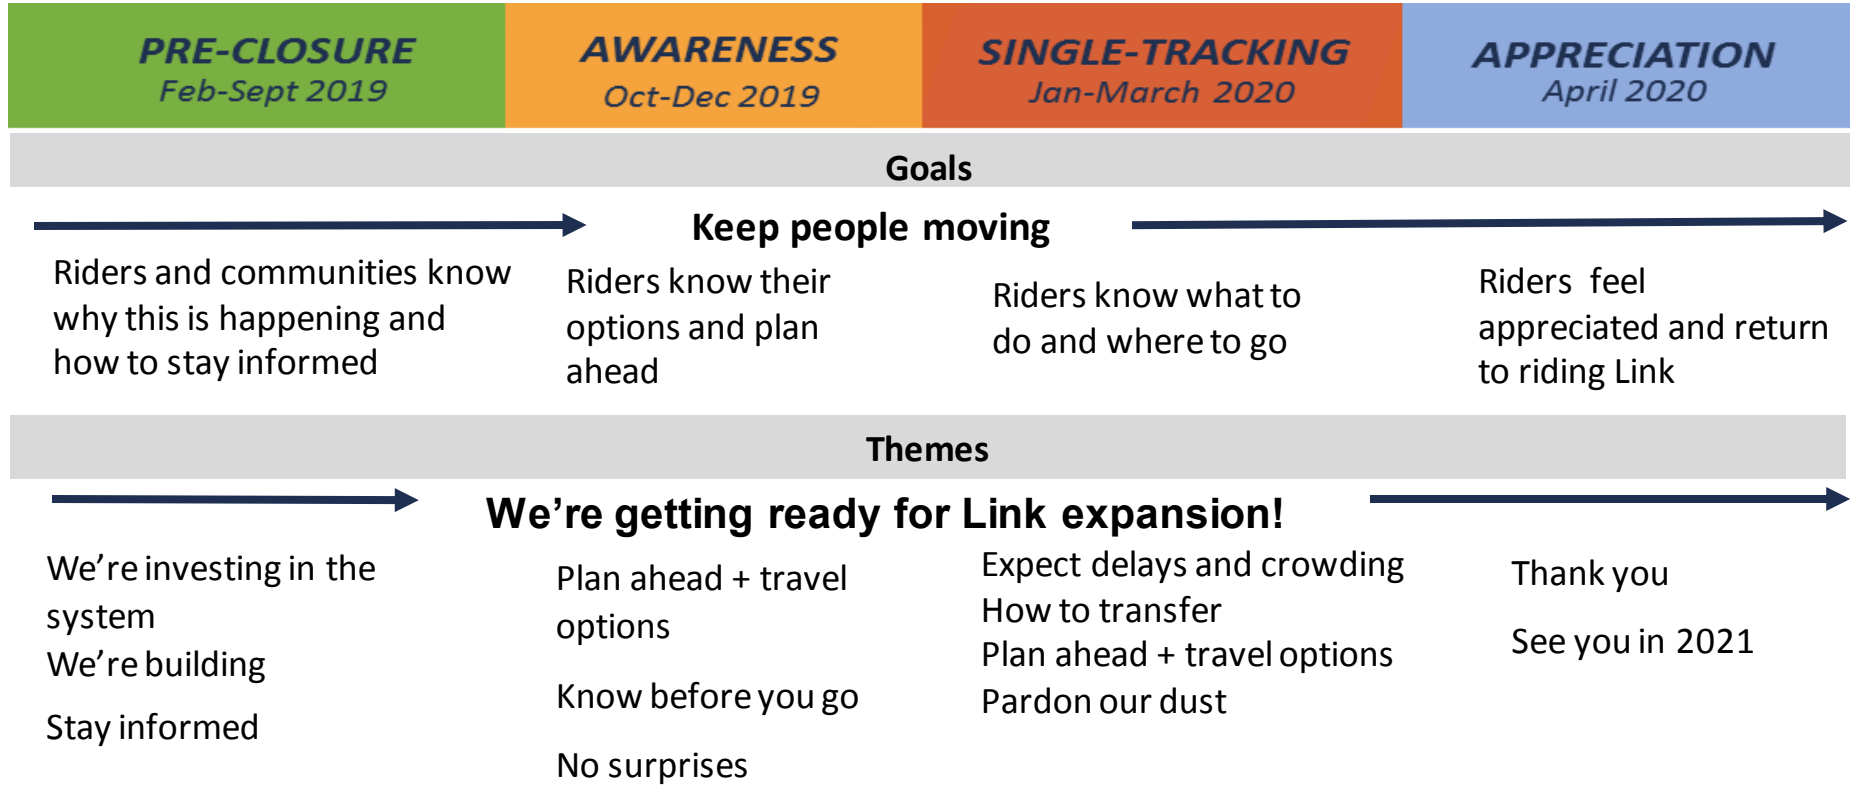 PRE-CLOSURE
Feb-Sept 2019
AWARENESS
Oct-Dec 2019
SINGLE-TRACKING
Jan-March 2020
APPRECIATION
April 2020
Goals
Keep people moving
Riders and communities know
why this is happening and
how to stay informed
Riders know their
options and plan
ahead
Riders know what to
do and where to go
Riders feel
appreciated and return
to riding Link
Themes
We’re getting ready for Link expansion!
We’re investing in the
system
We’re building
Stay informed
Plan ahead + travel
options
Know before you go
No surprises
Expect delays and crowding
How to transfer
Plan ahead + travel options
Pardon our dust
Thank you
See you in 2021